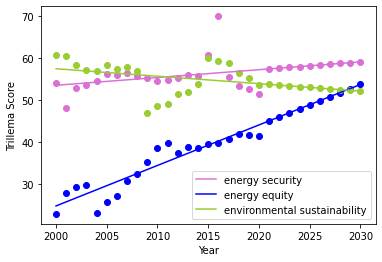 70
60
50
40
30
Trillema Score
2000
2005
2010
2015
2020
2025
2030
Year
energy security
energy equity
environmental sustainability